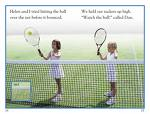 Helen and I tried hitting the ball
over the net before it bounced.
We held our rackets up high.
"Watch the ball!" called Dan.